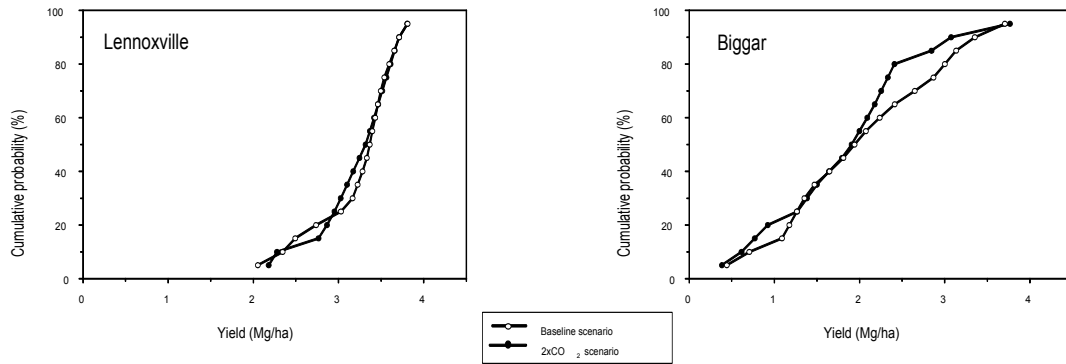 100
80
60
40
20
0
Lennoxville
Cumulative probability (%)
0 1 2 3 4
Yield (Mg/ha)
100
80
60
40
20
0
Biggar
Cumulative probability (%)
0 1 2 3 4
Yield (Mg/ha)
Baseline scenario
2xCO 2 scenario